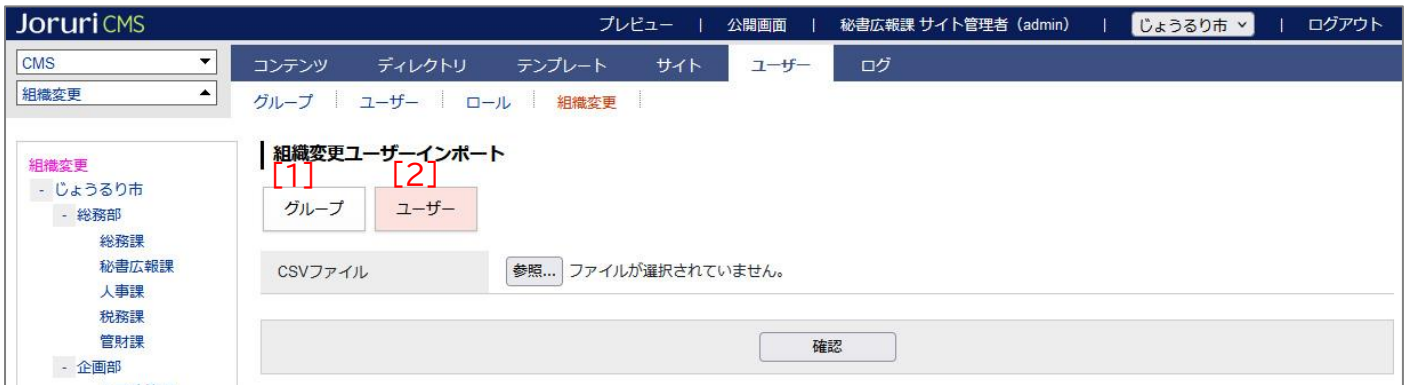 Joruri CMS プレビュー | 公開画面 | 秘書広報課 サイト管理者（admin） | じょうるり市 | ログアウト
CMS
組織変更
コンテンツ ディレクトリ テンプレート サイト ユーザー ログ
グループ ユーザー ロール 組織変更
組織変更
- じょうるり市
- 総務部
総務課
秘書広報課
人事課
税務課
管財課
- 企画部
組織変更ユーザーインポート
[1] [2]
グループ ユーザー
CSVファイル 参照... ファイルが選択されていません。
確認